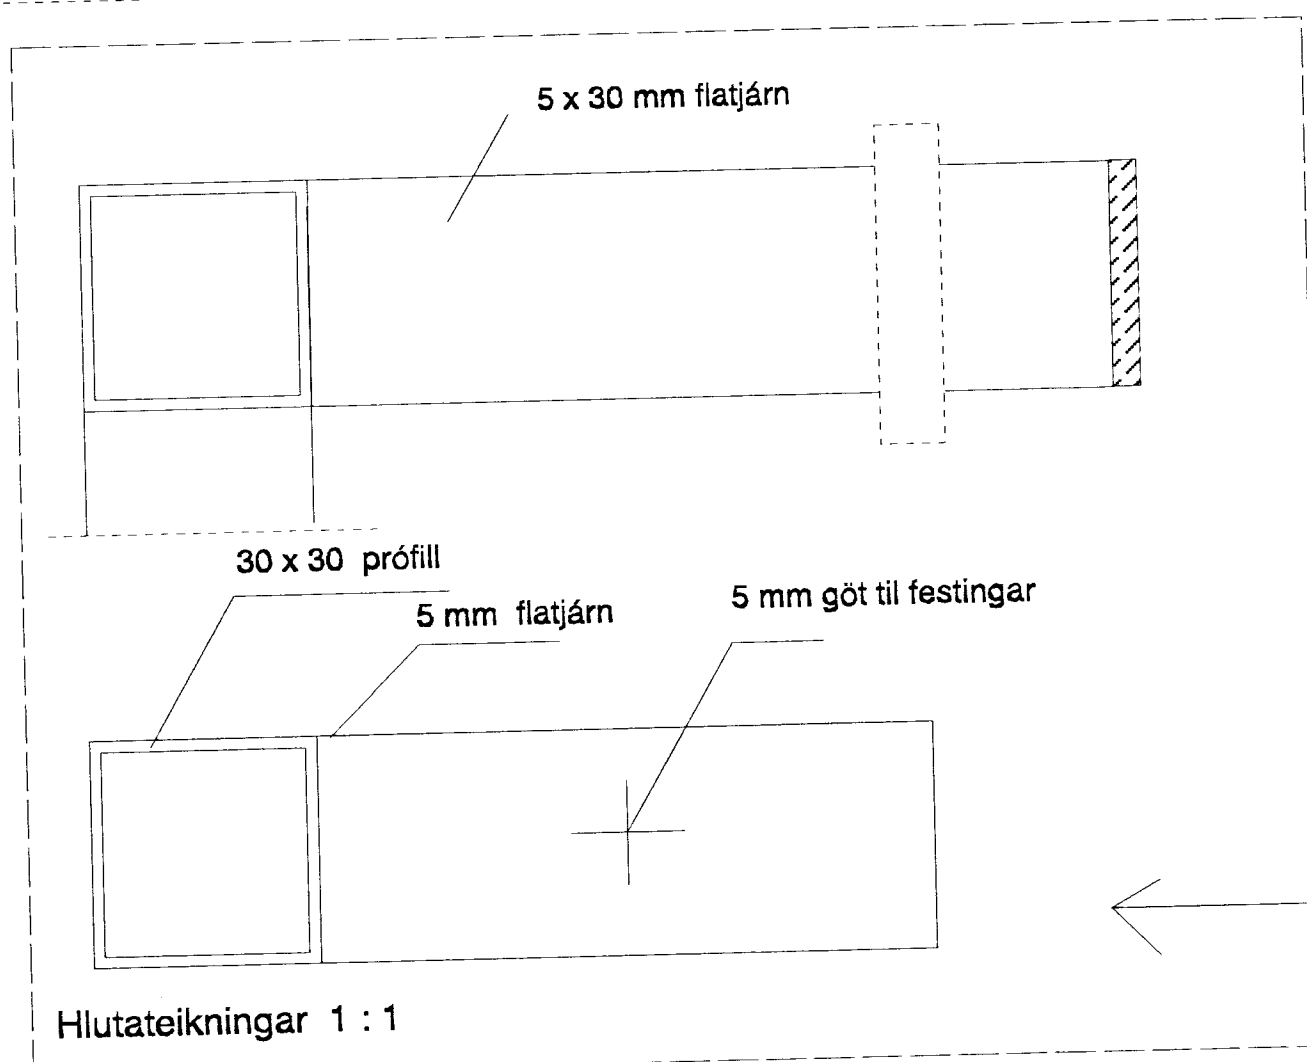 5 x 30 mm flatjárn
30 x 30 prófill
5 mm flatjárn
5 mm göt til festingar
Hlutateikningar 1 : 1